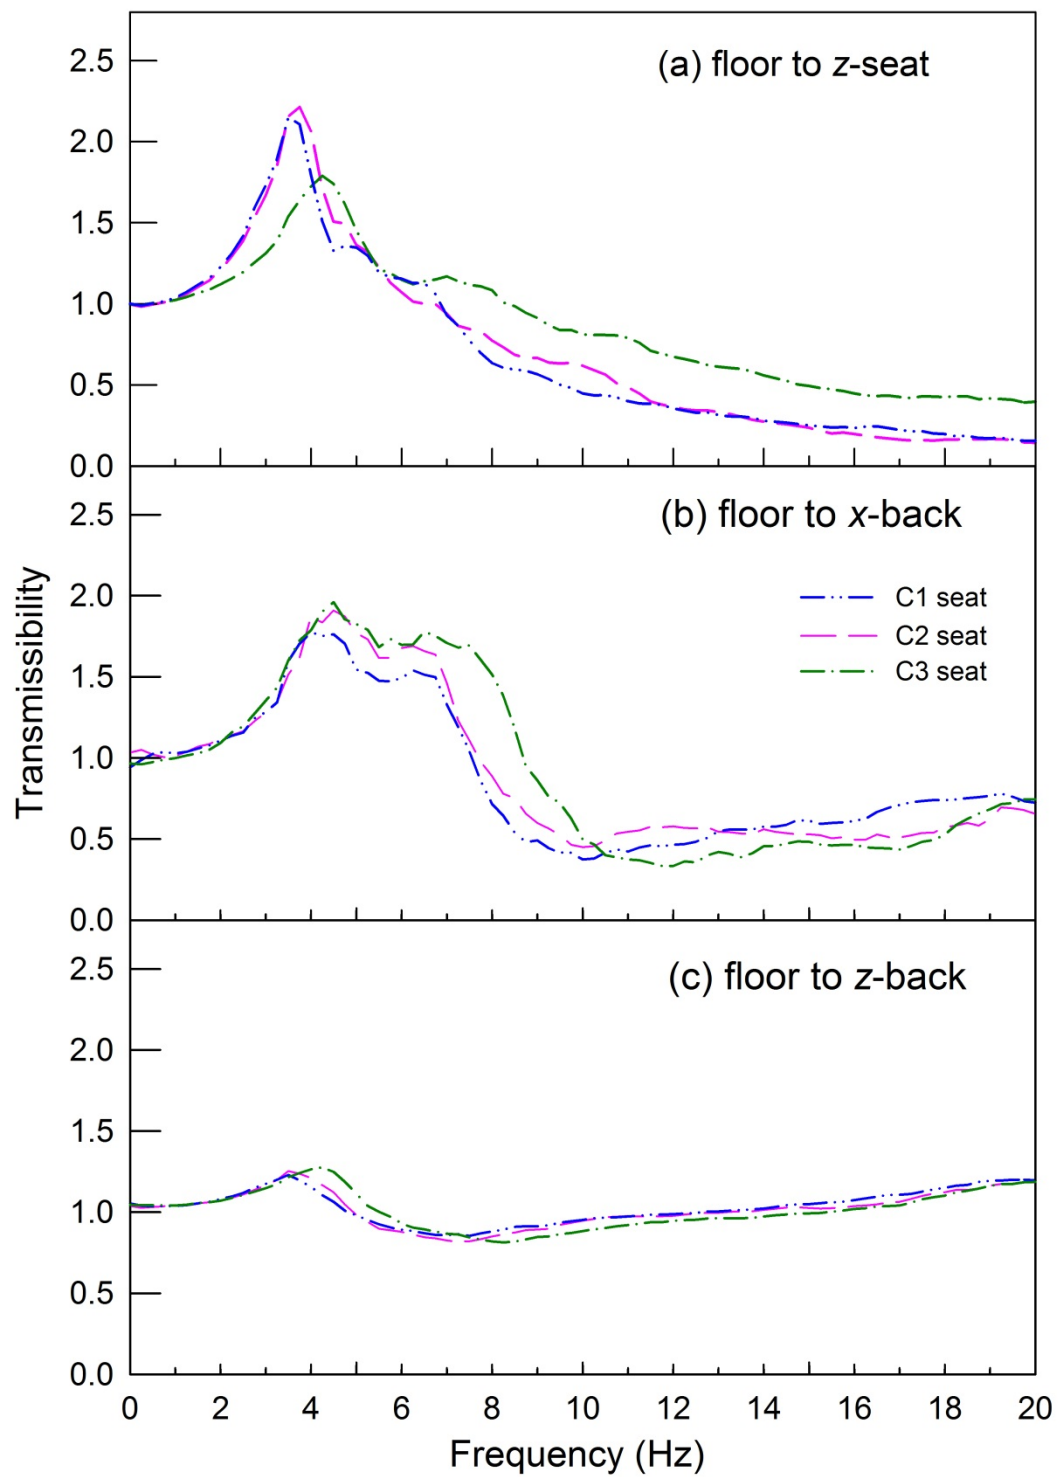 (a) floor to z-seat
2.5
2.0
1.5
1.0
0.5
0.0
(b) floor to x-back
2.5
2.0
1.5
1.0
0.5
0.0
C1 seat
C2 seat
C3 seat
Transmissibility
(c) floor to z-back
2.5
2.0
1.5
1.0
0.5
0.0
0 2 4 6 8 10 12 14 16 18 20
Frequency (Hz)